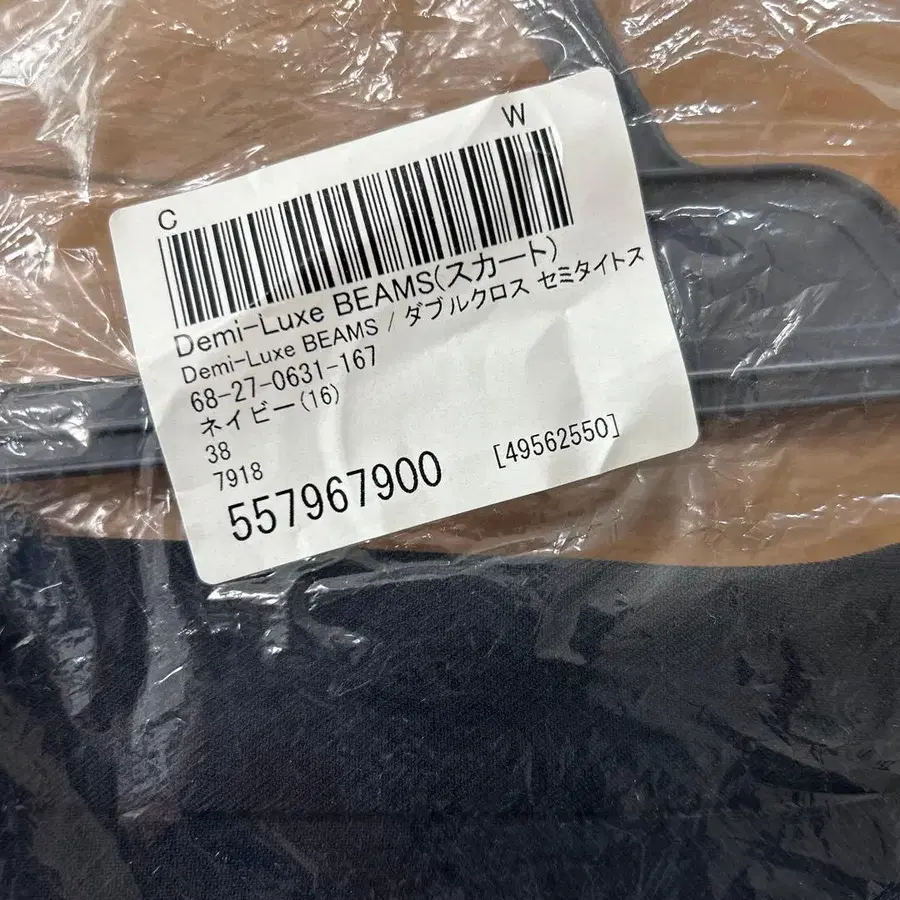 C W
Demi-Luxe BEAMS(スカート)
Demi-Luxe BEAMS / ダブルクロス セミタイトス
68-27-0631-167
ネイビー(16)
38
7918
557967900 [49562550]